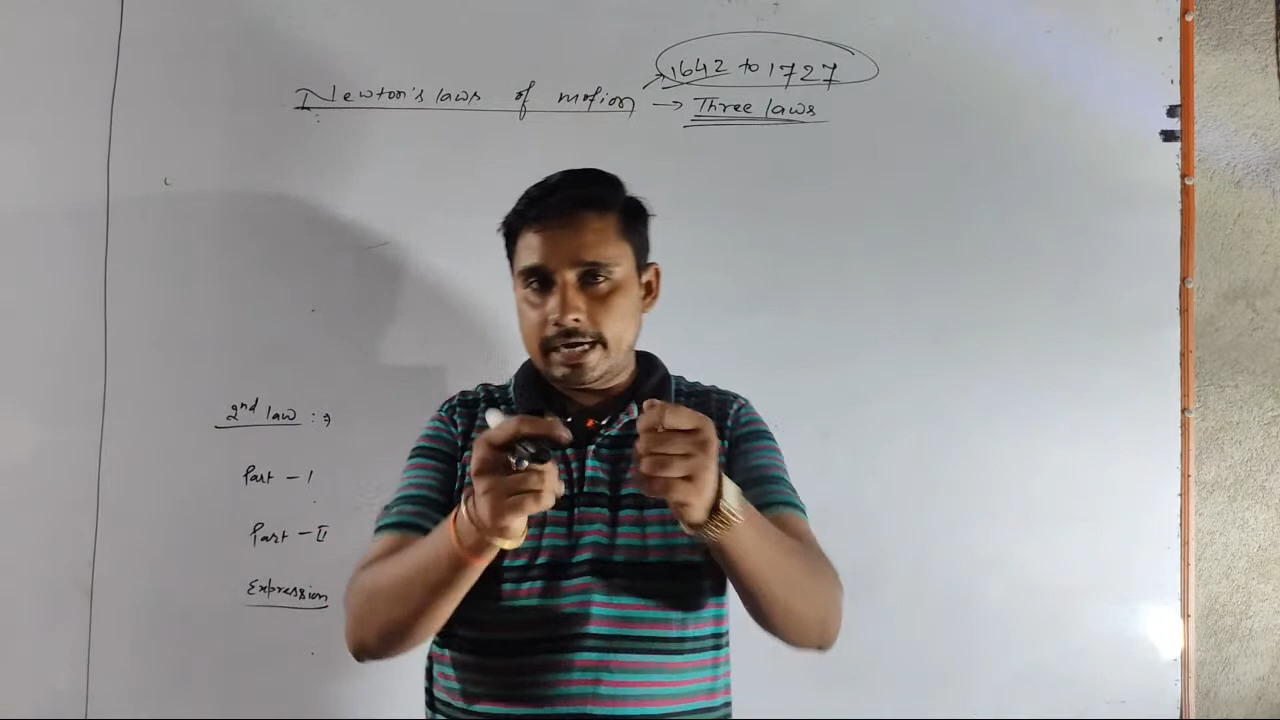 1642 to 1727
Newton's laws of motion → Three laws
2nd law :⇒
Part - I
Part - II
Expression